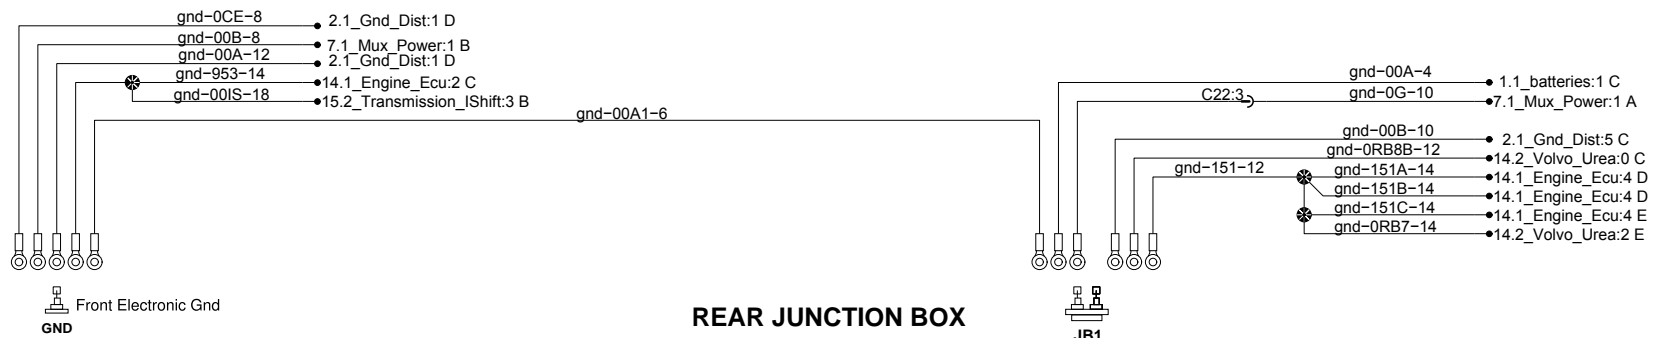 gnd-0CE-8
2.1_Gnd_Dist:1 D
gnd-00B-8
7.1_Mux_Power:1 B
gnd-00A-12
2.1_Gnd_Dist:1 D
gnd-953-14
14.1_Engine_Ecu:2 C
gnd-00IS-18
15.2_Transmission_IShift:3 B
gnd-00A1-6
gnd-00A-4
1.1_batteries:1 C
C22:3
gnd-0G-10
7.1_Mux_Power:1 A
gnd-00B-10
2.1_Gnd_Dist:5 C
gnd-0RB8B-12
14.2_Volvo_Urea:0 C
gnd-151-12
gnd-151A-14
14.1_Engine_Ecu:4 D
gnd-151B-14
14.1_Engine_Ecu:4 D
gnd-151C-14
14.1_Engine_Ecu:4 E
gnd-0RB7-14
14.2_Volvo_Urea:2 E
Front Electronic Gnd
GND
REAR JUNCTION BOX
JB1